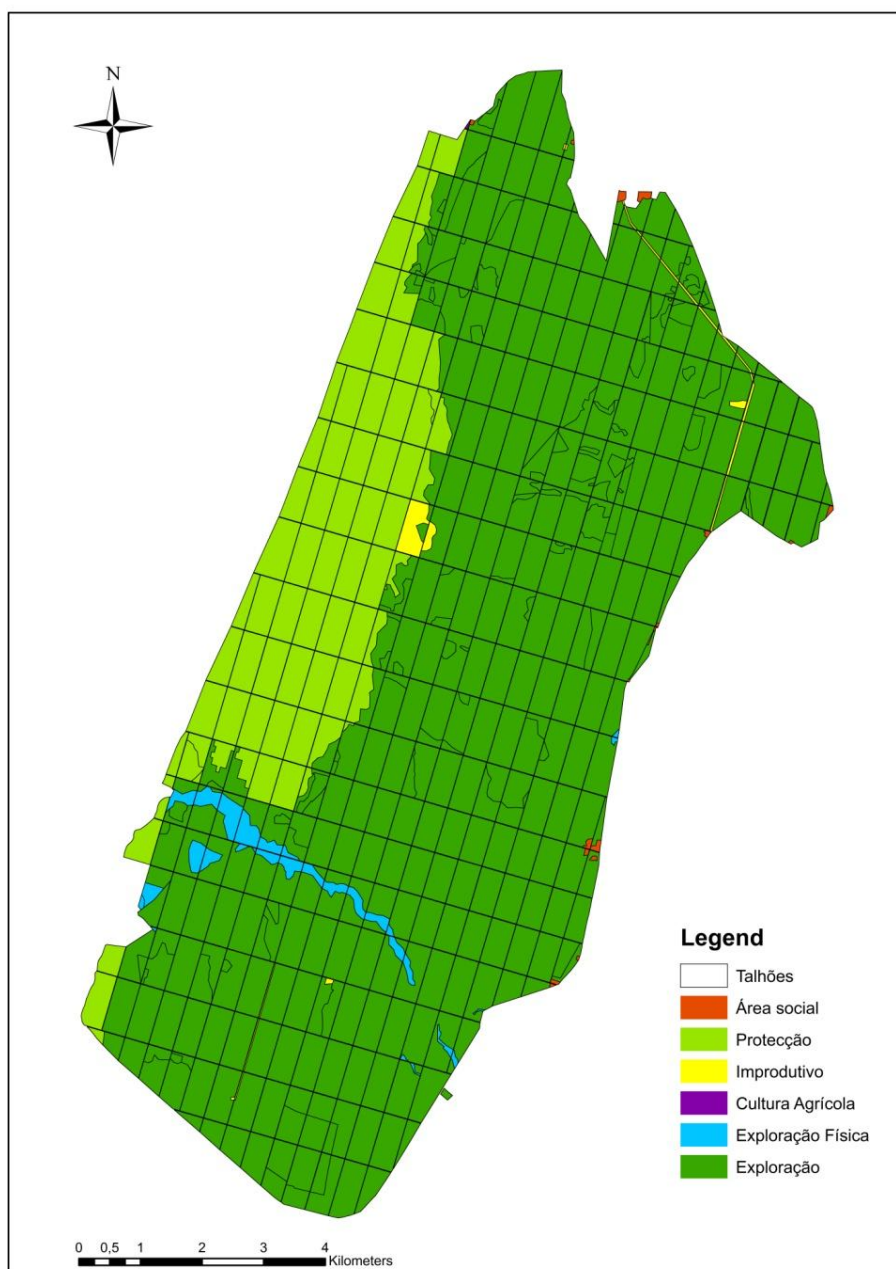 N
Legend
Talhões
Área social
Protecção
Improdutivo
Cultura Agrícola
Exploração Física
Exploração
0 0,5 1 2 3 4
Kilometers